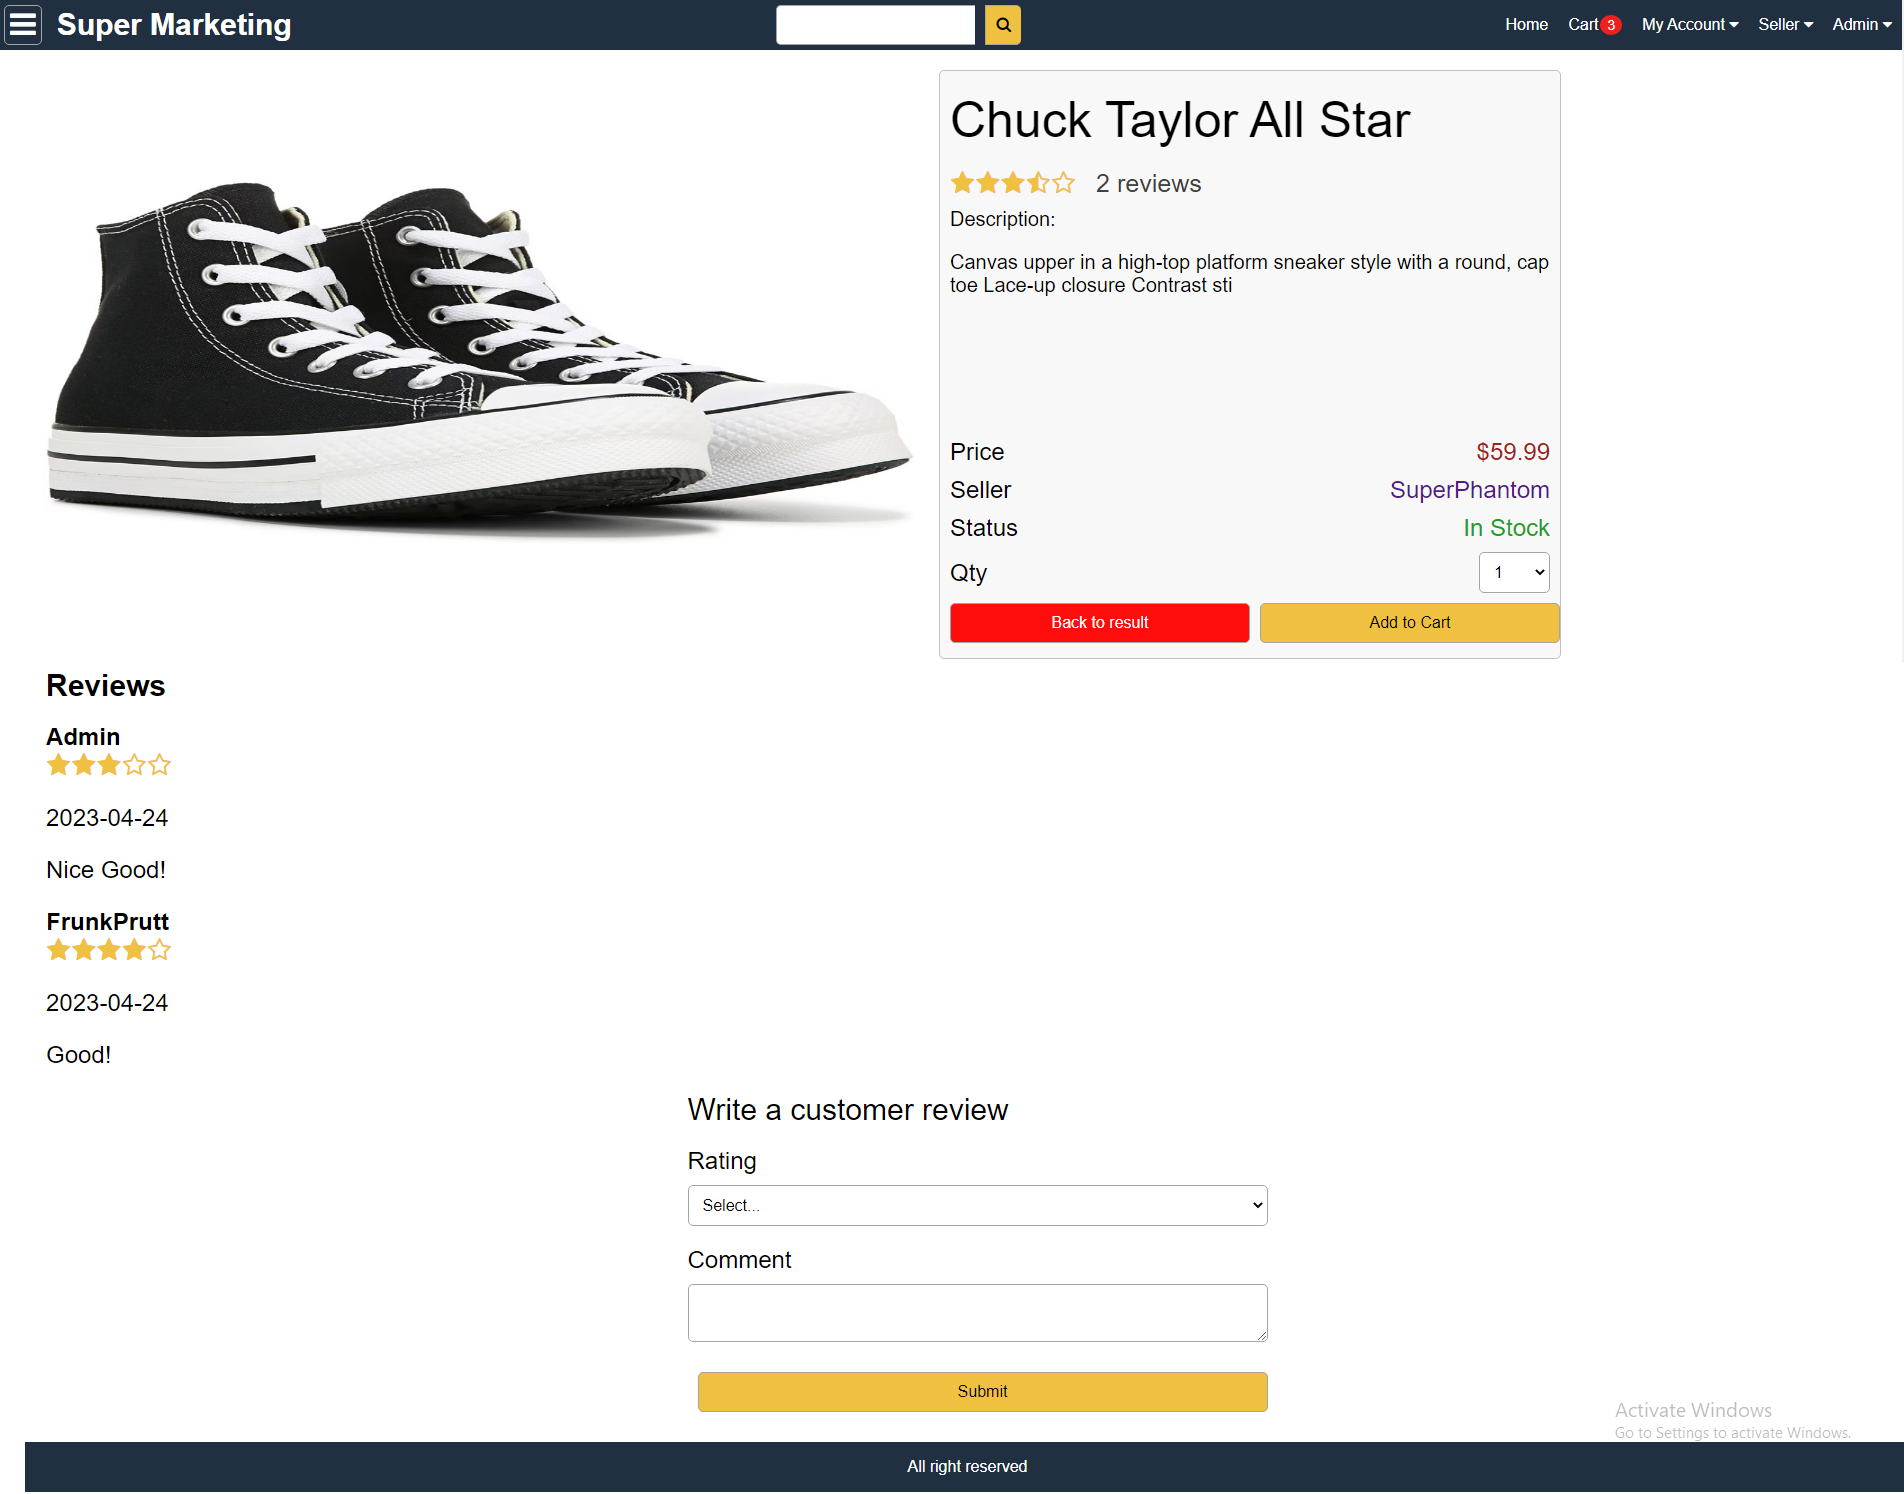 Super Marketing
Home Cart 3 My Account Seller Admin
Chuck Taylor All Star
2 reviews
Description:
Canvas upper in a high-top platform sneaker style with a round, cap
toe Lace-up closure Contrast sti
Price $59.99
Seller SuperPhantom
Status In Stock
Qty 1
Back to result Add to Cart
Reviews
Admin
2023-04-24
Nice Good!
FrunkPrutt
2023-04-24
Good!
Write a customer review
Rating
Select...
Comment
Submit
Activate Windows
Go to Settings to activate Windows.
All right reserved